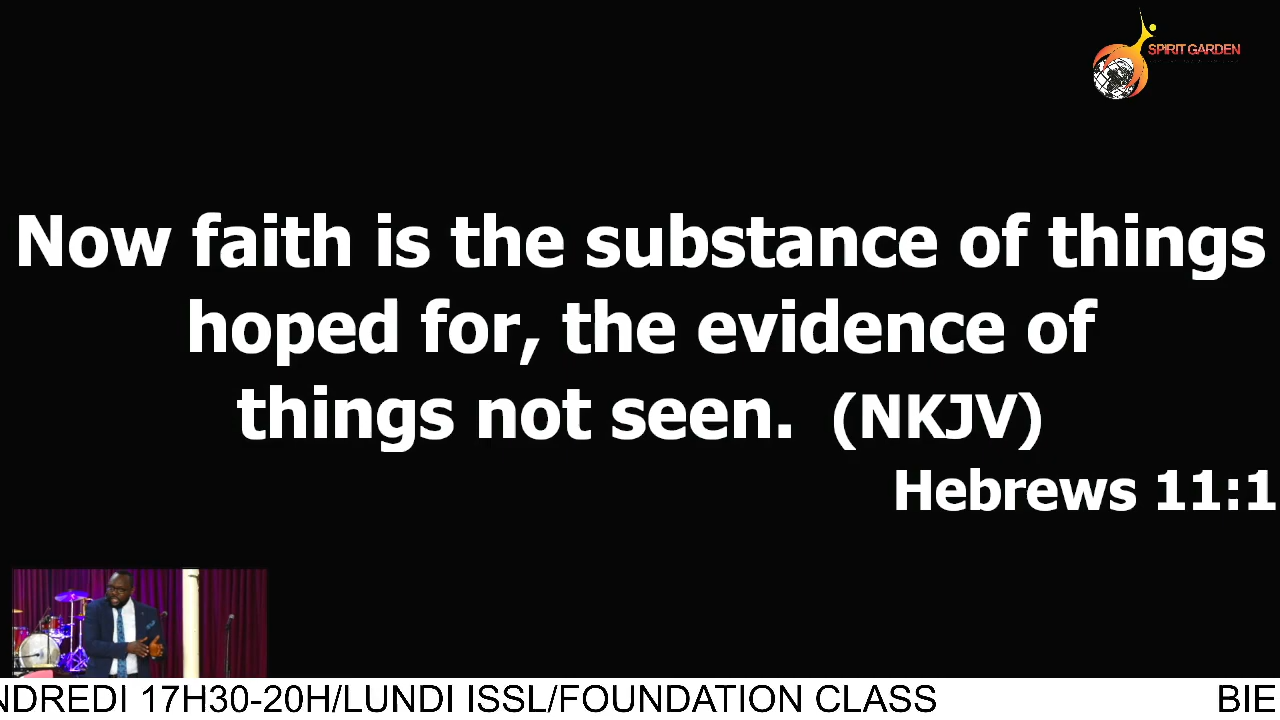 SPIRIT GARDEN
Now faith is the substance of things
hoped for, the evidence of
things not seen. (NKJV)
Hebrews 11:1
NDREDI 17H30-20H/LUNDI ISSL/FOUNDATION CLASS BIE